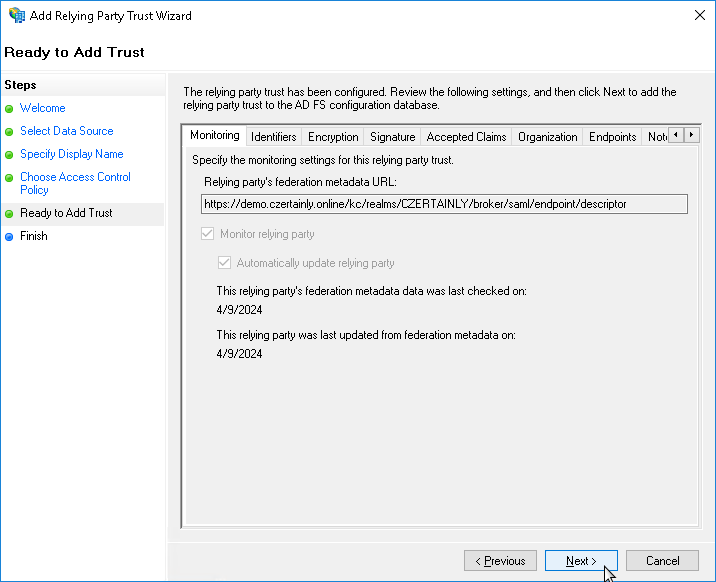 Add Relying Party Trust Wizard
Ready to Add Trust
Steps
Welcome
Select Data Source
Specify Display Name
Choose Access Control
Policy
Ready to Add Trust
Finish
The relying party trust has been configured. Review the following settings, and then click Next to add the
relying party trust to the AD FS configuration database.
Monitoring Identifiers Encryption Signature Accepted Claims Organization Endpoints Note
Specify the monitoring settings for this relying party trust.
Relying party's federation metadata URL:
https://demo.czertainly.online/kc/realms/CZERTAINLY/broker/saml/endpoint/descriptor
Monitor relying party
Automatically update relying party
This relying party's federation metadata data was last checked on:
4/9/2024
This relying party was last updated from federation metadata on:
4/9/2024
< Previous Next > Cancel